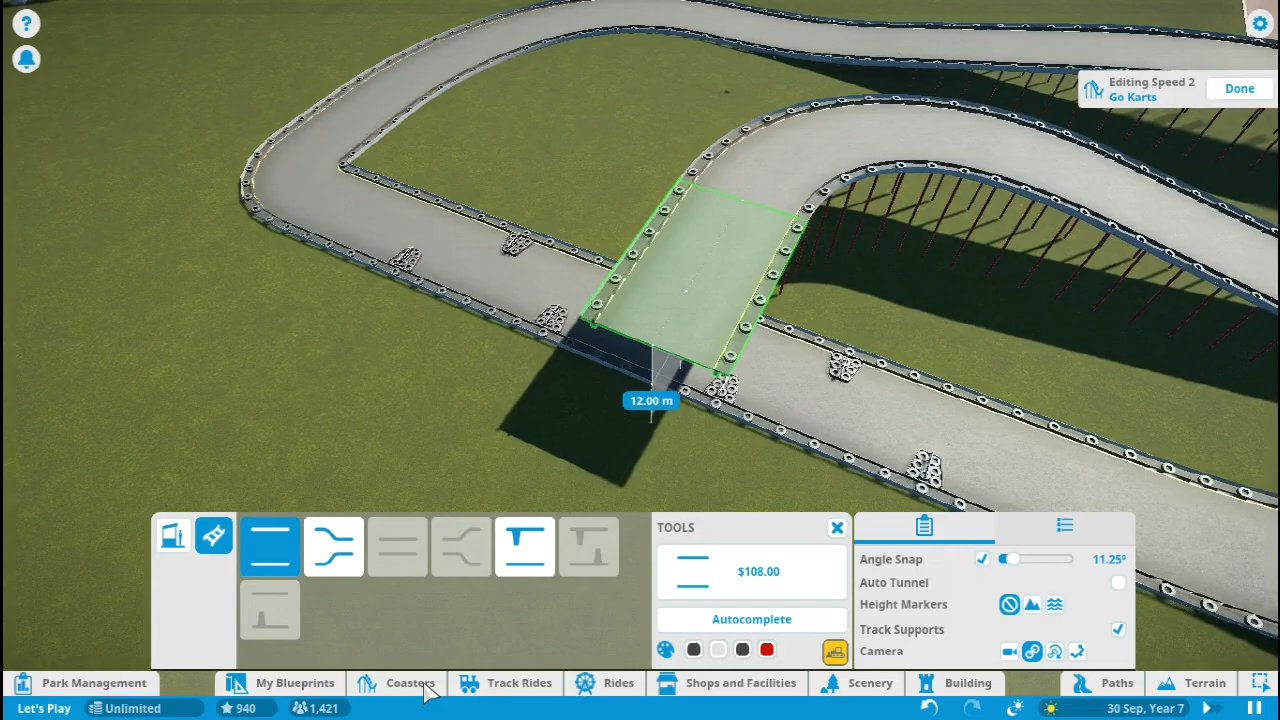 ?
Editing Speed 2
Go Karts
Done
12.00 m
TOOLS
$108.00
Autocomplete
Angle Snap
11.25°
Auto Tunnel
Height Markers
Track Supports
Camera
Park Management
My Blueprints
Coasters
Track Rides
Rides
Shops and Facilities
Scenery
Building
Paths
Terrain
Let's Play
Unlimited
940
1,421
30 Sep, Year 7